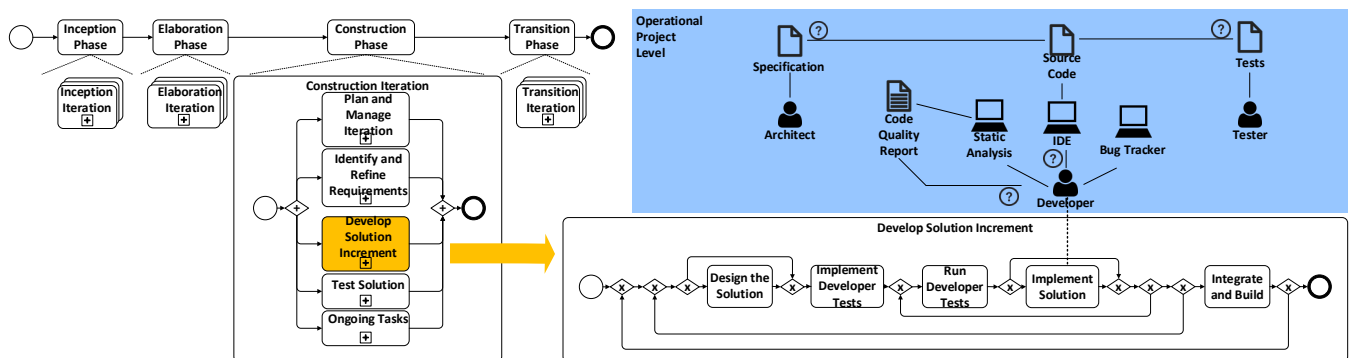 Inception
Phase
Elaboration
Phase
Construction
Phase
Transition
Phase
Inception
Iteration
Elaboration
Iteration
Construction Iteration
Transition
Iteration
Plan and
Manage
Iteration
Identify and
Refine
Requirements
Develop
Solution
Increment
Test Solution
Ongoing Tasks
+
+
Operational
Project
Level
?
?
Specification
Source
Code
Tests
Architect
Code
Quality
Report
Static
Analysis
IDE
Bug Tracker
Tester
?
?
Developer
Develop Solution Increment
X
X
X
Design the
Solution
X
Implement
Developer
Tests
X
Run
Developer
Tests
X
Implement
Solution
X
X
X
Integrate
and Build
X